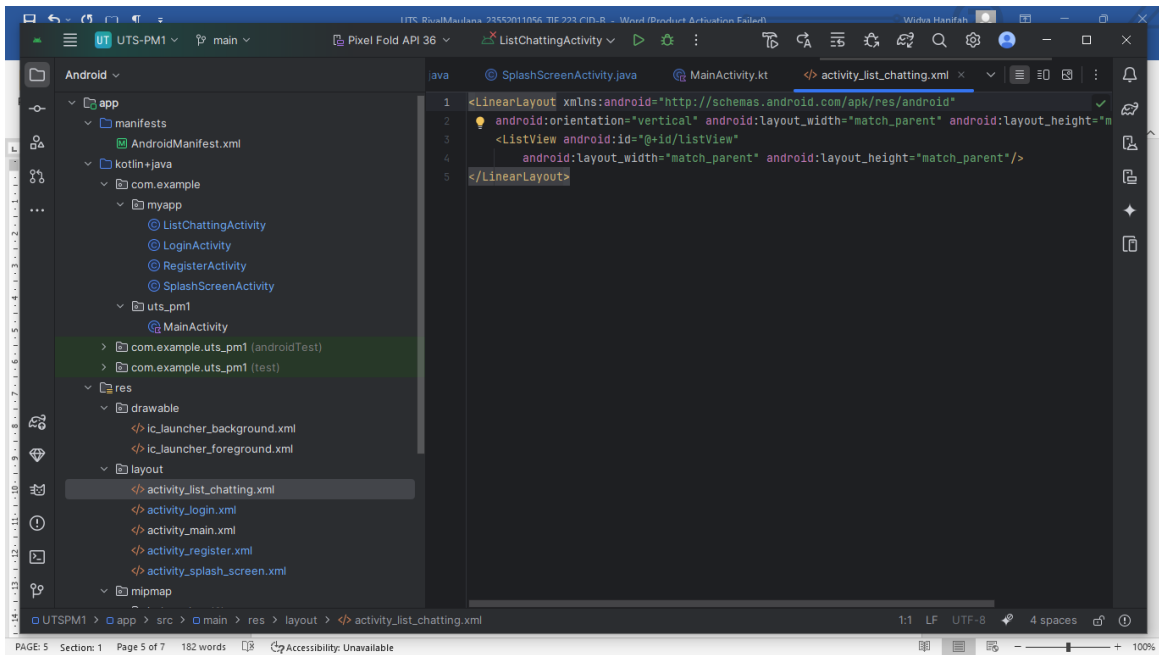 UTS_RivalMaulana_23552011056_TIF 223 CID-B - Word (Product Activation Failed)
Widya Hanifah
UT UTS-PM1 main Pixel Fold API 36 ListChattingActivity
Android
java SplashScreenActivity.java MainActivity.kt activity_list_chatting.xml
app
manifests
AndroidManifest.xml
kotlin+java
com.example
myapp
ListChattingActivity
LoginActivity
RegisterActivity
SplashScreenActivity
uts_pm1
MainActivity
com.example.uts_pm1 (androidTest)
com.example.uts_pm1 (test)
res
drawable
ic_launcher_background.xml
ic_launcher_foreground.xml
layout
activity_list_chatting.xml
activity_login.xml
activity_main.xml
activity_register.xml
activity_splash_screen.xml
mipmap
1 <LinearLayout xmlns:android="http://schemas.android.com/apk/res/android"
2 android:orientation="vertical" android:layout_width="match_parent" android:layout_height="m
3 <ListView android:id="@+id/listView"
4 android:layout_width="match_parent" android:layout_height="match_parent"/>
5 </LinearLayout>
UTSPM1 > app > src > main > res > layout > activity_list_chatting.xml
1:1 LF UTF-8 4 spaces
PAGE: 5 Section: 1 Page 5 of 7 182 words Accessibility: Unavailable
100%